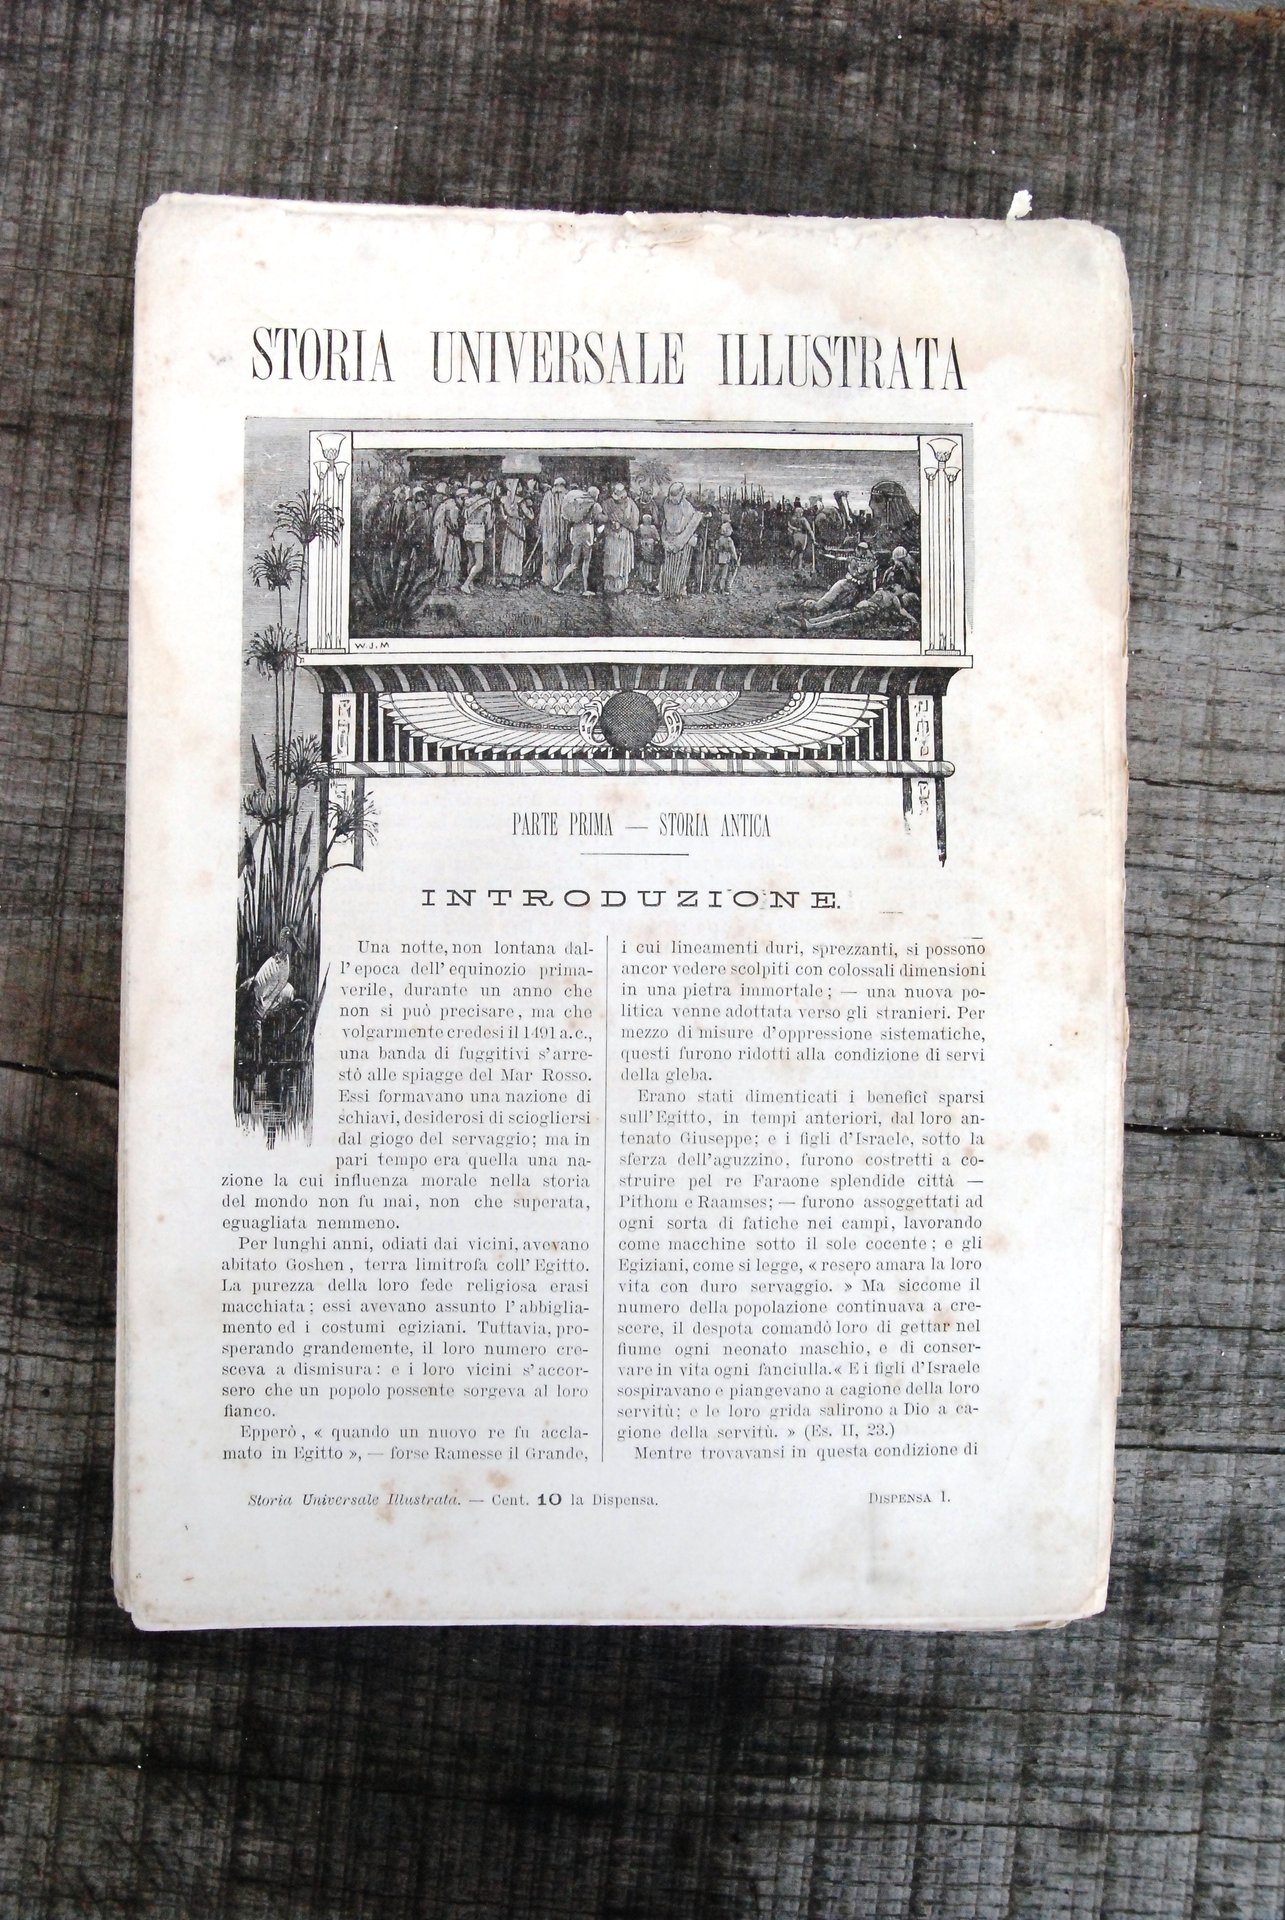 STORIA UNIVERSALE ILLUSTRATA
W.J.M
PARTE PRIMA — STORIA ANTICA
INTRODUZIONE.
Una notte, non lontana dal-
l'epoca dell'equinozio prima-
verile, durante un anno che
non si può precisare, ma che
volgarmente credesi il 1491 a.c.,
una banda di fuggitivi s'arre-
stò alle spiagge del Mar Rosso.
Essi formavano una nazione di
schiavi, desiderosi di sciogliersi
dal giogo del servaggio; ma in
pari tempo era quella una na-
zione la cui influenza morale nella storia
del mondo non fu mai, non che superata,
eguagliata nemmeno.
Per lunghi anni, odiati dai vicini, avevano
abitato Goshen, terra limitrofa coll'Egitto.
La purezza della loro fede religiosa erasi
macchiata; essi avevano assunto l'abbiglia-
mento ed i costumi egiziani. Tuttavia, pro-
sperando grandemente, il loro numero cre-
sceva a dismisura: e i loro vicini s'accor-
sero che un popolo possente sorgeva al loro
fianco.
Epperò, « quando un nuovo re fu accla-
mato in Egitto », — forse Ramesse il Grande,
i cui lineamenti duri, sprezzanti, si possono
ancor vedere scolpiti con colossali dimensioni
in una pietra immortale; — una nuova po-
litica venne adottata verso gli stranieri. Per
mezzo di misure d'oppressione sistematiche,
questi furono ridotti alla condizione di servi
della gleba.
Erano stati dimenticati i beneficî sparsi
sull'Egitto, in tempi anteriori, dal loro an-
tenato Giuseppe; e i figli d'Israele, sotto la
sferza dell'aguzzino, furono costretti a co-
struire pel re Faraone splendide città —
Pithom e Raamses; — furono assoggettati ad
ogni sorta di fatiche nei campi, lavorando
come macchine sotto il sole cocente; e gli
Egiziani, come si legge, « resero amara la loro
vita con duro servaggio. » Ma siccome il
numero della popolazione continuava a cre-
scere, il despota comandò loro di gettar nel
fiume ogni neonato maschio, e di conser-
vare in vita ogni fanciulla. « E i figli d'Israele
sospiravano e piangevano a cagione della loro
servitù; e le loro grida salirono a Dio a ca-
gione della servitù. » (Es. II, 23.)
Mentre trovavansi in questa condizione di
Storia Universale Illustrata. — Cent. 10 la Dispensa.
DISPENSA 1.